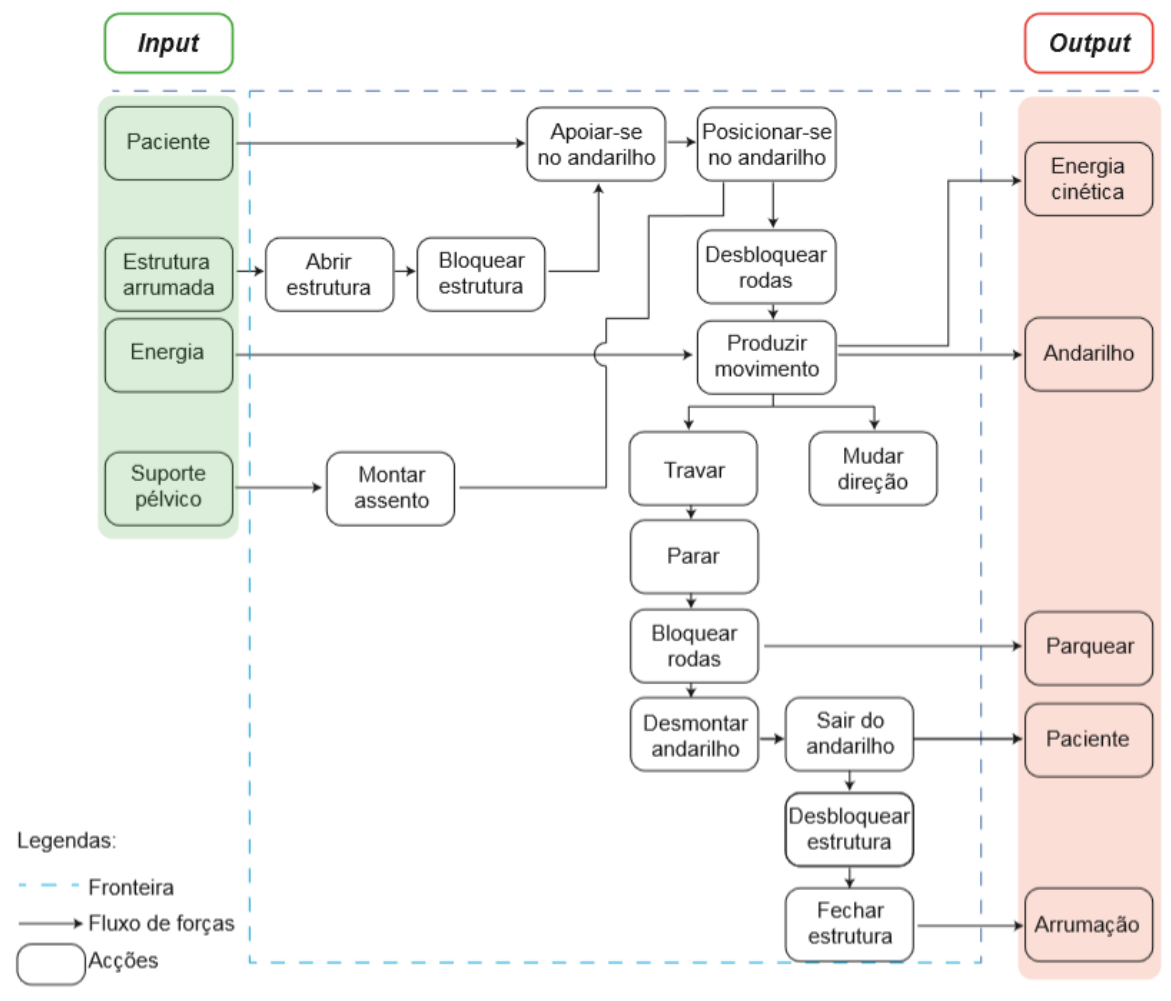 Input
Output
Paciente
Apoiar-se
no andarilho
Posicionar-se
no andarilho
Energia
cinética
Estrutura
arrumada
Abrir
estrutura
Bloquear
estrutura
Desbloquear
rodas
Energia
Produzir
movimento
Andarilho
Suporte
pélvico
Montar
assento
Travar
Mudar
direção
Parar
Bloquear
rodas
Parquear
Desmontar
andarilho
Sair do
andarilho
Paciente
Desbloquear
estrutura
Fechar
estrutura
Arrumação
Legendas:
Fronteira
Fluxo de forças
Acções